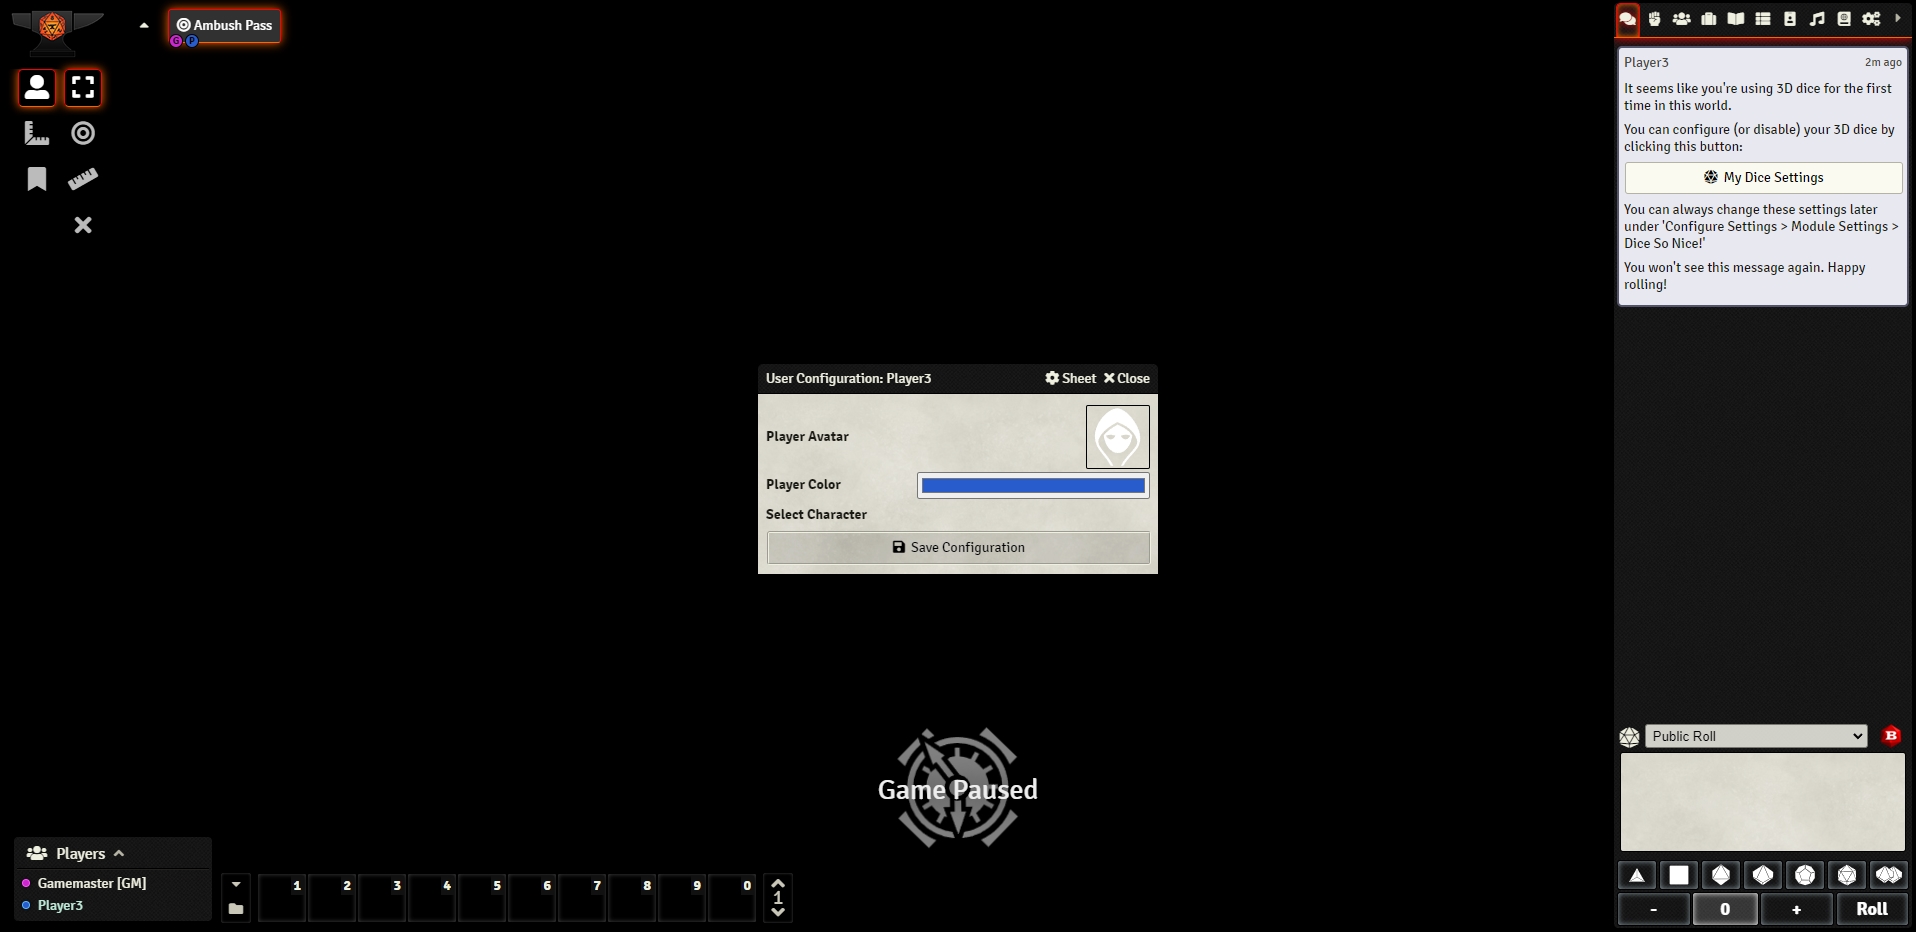 Ambush Pass
G
P
Player3
2m ago
It seems like you're using 3D dice for the first
time in this world.
You can configure (or disable) your 3D dice by
clicking this button:
My Dice Settings
You can always change these settings later
under 'Configure Settings > Module Settings >
Dice So Nice!'
You won't see this message again. Happy
rolling!
User Configuration: Player3
Sheet
Close
Player Avatar
Player Color
Select Character
Save Configuration
Game Paused
Public Roll
B
Players
Gamemaster [GM]
Player3
1 2 3 4 5 6 7 8 9 0
1
- 0 + Roll